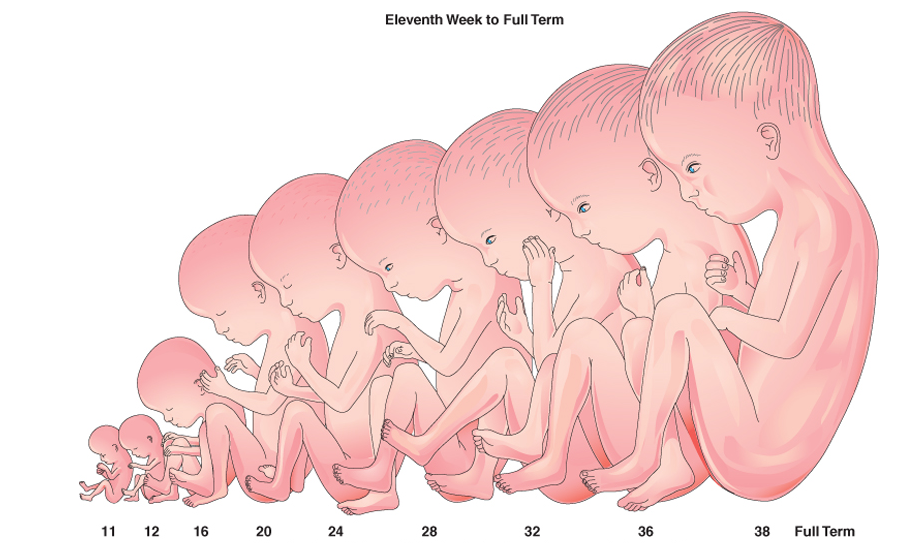 Eleventh Week to Full Term
11 12 16 20 24 28 32 36 38 Full Term